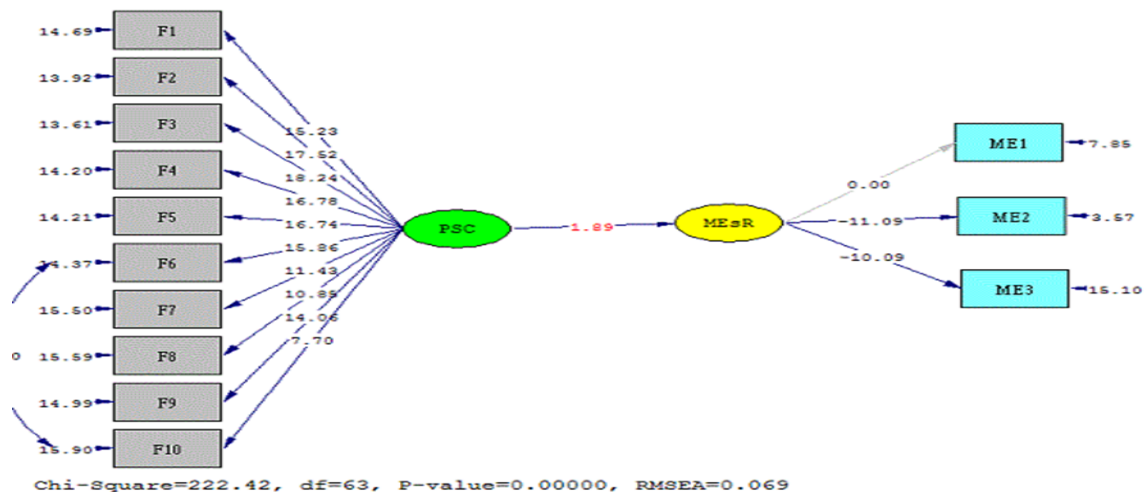 14.69 F1
13.92 F2
13.61 F3
14.20 F4
14.21 F5
14.37 F6
15.50 F7
0 15.59 F8
14.99 F9
15.90 F10
15.23
17.52
18.24
16.78
16.74
15.86
11.43
10.85
14.06
7.70
PSC
1.89
MEsR
0.00
-11.09
-10.09
ME1 7.85
ME2 3.57
ME3 15.10
Chi-Square=222.42, df=63, P-value=0.00000, RMSEA=0.069